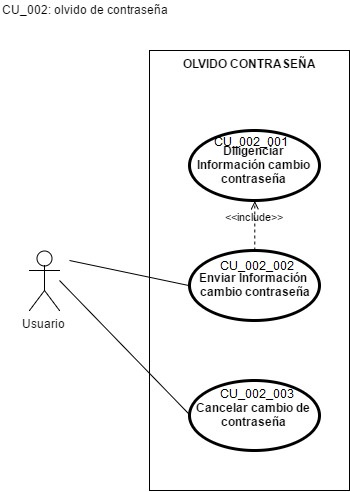 CU_002: olvido de contraseña
OLVIDO CONTRASEÑA
CU_002_001
Diligenciar
Información cambio
contraseña
<<include>>
CU_002_002
Enviar Información
cambio contraseña
Usuario
CU_002_003
Cancelar cambio de
contraseña